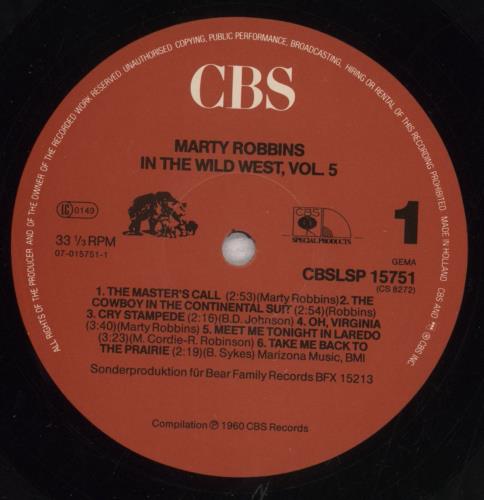 ALL RIGHTS OF THE PRODUCER AND OF THE OWNER OF THE RECORDED WORK RESERVED. UNAUTHORISED COPYING, PUBLIC PERFORMANCE, BROADCASTING, HIRING OR RENTAL OF THIS RECORDING PROHIBITED. MADE IN HOLLAND. CBS AND ℗ CBS INC.
CBS
MARTY ROBBINS
IN THE WILD WEST, VOL. 5
LC 0149
CBS
SPECIAL PRODUCTS
1
33 1/3 RPM
07-015751-1
GEMA
CBSLSP 15751
(CS 8272)
1. THE MASTER'S CALL (2:53)(Marty Robbins)2. THE
COWBOY IN THE CONTINENTAL SUIT (2:54)(Robbins)
3. CRY STAMPEDE (2:16)(B.D. Johnson)4. OH, VIRGINIA
(3:40)(Marty Robbins) 5. MEET ME TONIGHT IN LAREDO
(3:23)(M. Cordie-R. Robinson) 6. TAKE ME BACK TO
THE PRAIRIE (2:19)(B. Sykes) Marizona Music, BMI
Sonderproduktion für Bear Family Records BFX 15213
Compilation ℗ 1960 CBS Records